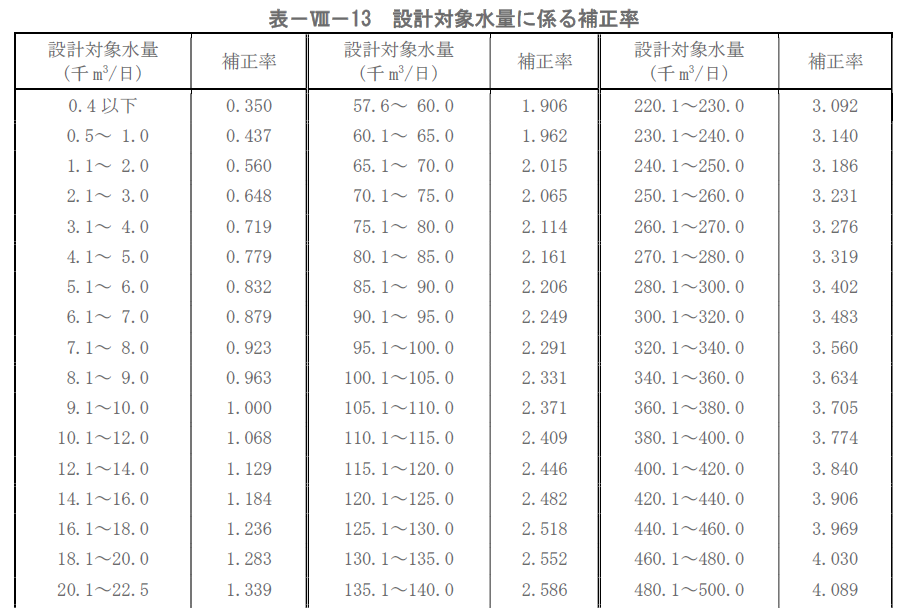 表－Ⅷ－13　設計対象水量に係る補正率
設計対象水量（千m³/日） 補正率 設計対象水量（千m³/日） 補正率 設計対象水量（千m³/日） 補正率
0.4以下 0.350 57.6～ 60.0 1.906 220.1～230.0 3.092
0.5～ 1.0 0.437 60.1～ 65.0 1.962 230.1～240.0 3.140
1.1～ 2.0 0.560 65.1～ 70.0 2.015 240.1～250.0 3.186
2.1～ 3.0 0.648 70.1～ 75.0 2.065 250.1～260.0 3.231
3.1～ 4.0 0.719 75.1～ 80.0 2.114 260.1～270.0 3.276
4.1～ 5.0 0.779 80.1～ 85.0 2.161 270.1～280.0 3.319
5.1～ 6.0 0.832 85.1～ 90.0 2.206 280.1～300.0 3.402
6.1～ 7.0 0.879 90.1～ 95.0 2.249 300.1～320.0 3.483
7.1～ 8.0 0.923 95.1～100.0 2.291 320.1～340.0 3.560
8.1～ 9.0 0.963 100.1～105.0 2.331 340.1～360.0 3.634
9.1～10.0 1.000 105.1～110.0 2.371 360.1～380.0 3.705
10.1～12.0 1.068 110.1～115.0 2.409 380.1～400.0 3.774
12.1～14.0 1.129 115.1～120.0 2.446 400.1～420.0 3.840
14.1～16.0 1.184 120.1～125.0 2.482 420.1～440.0 3.906
16.1～18.0 1.236 125.1～130.0 2.518 440.1～460.0 3.969
18.1～20.0 1.283 130.1～135.0 2.552 460.1～480.0 4.030
20.1～22.5 1.339 135.1～140.0 2.586 480.1～500.0 4.089